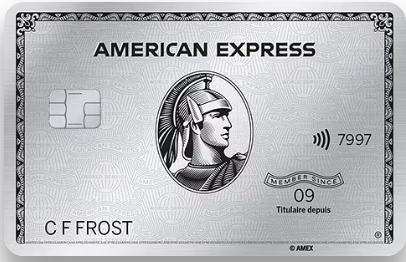 AMERICAN EXPRESS
7997
MEMBER SINCE
09
Titulaire depuis
C F FROST
®
© AMEX